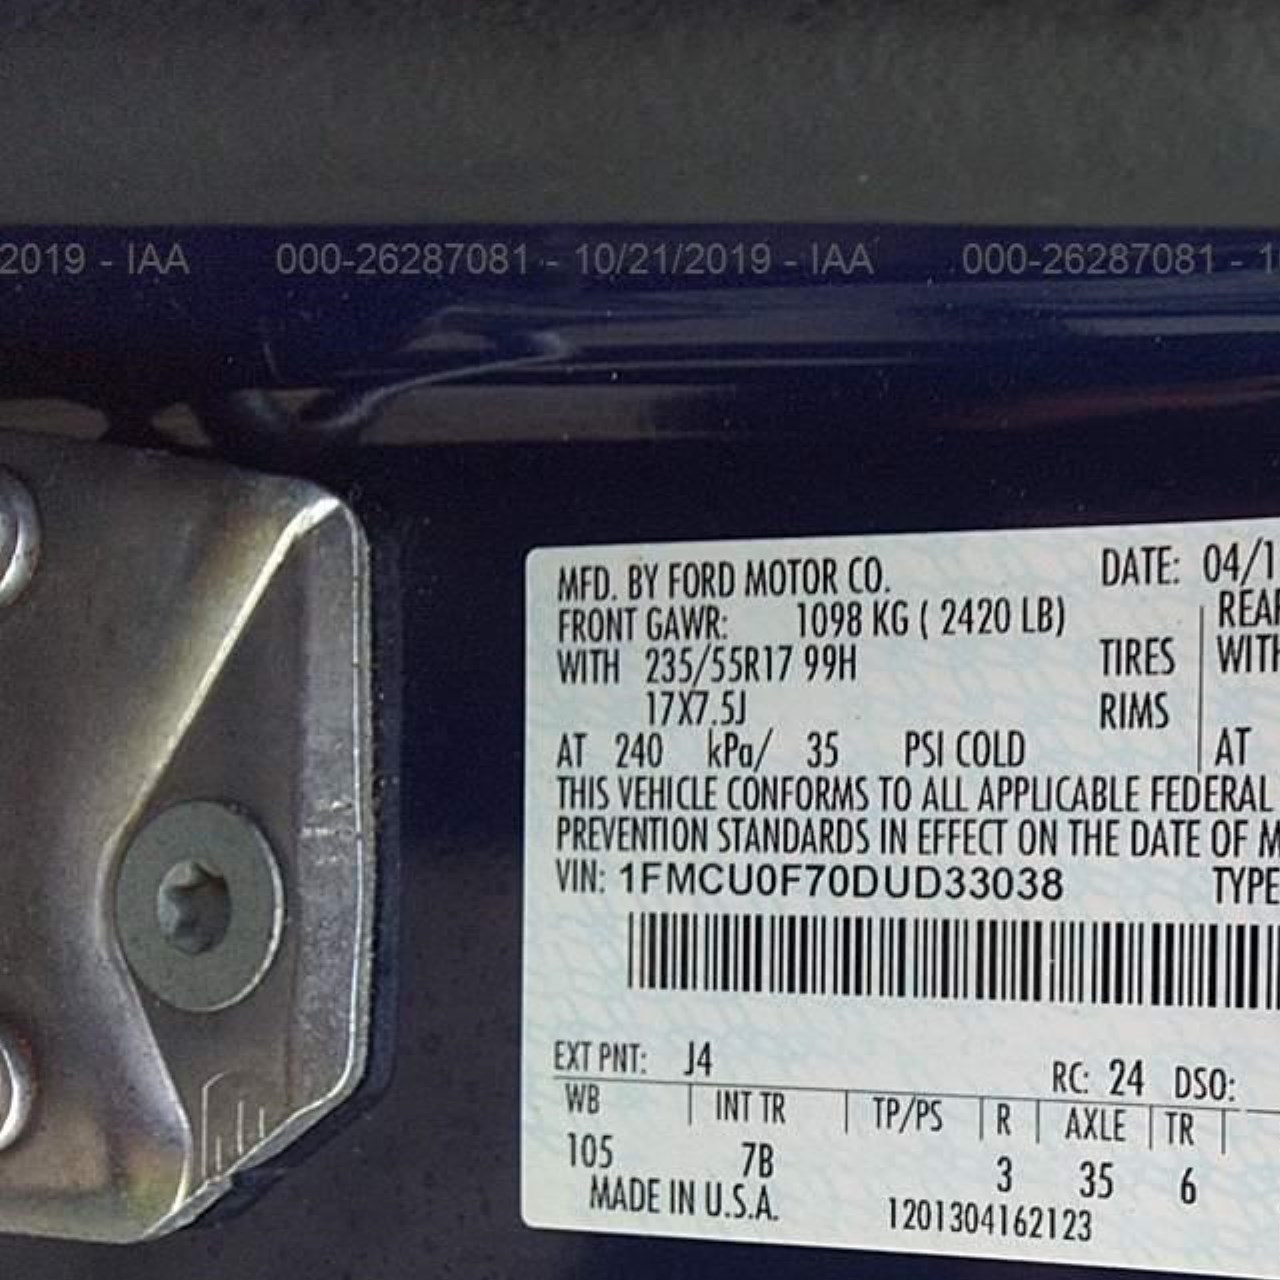 2019 - IAA 000-26287081 - 10/21/2019 - IAA 000-26287081 - 1
MFD. BY FORD MOTOR CO. DATE: 04/1
FRONT GAWR: 1098 KG ( 2420 LB) REAR
WITH 235/55R17 99H TIRES WITH
17X7.5J RIMS
AT 240 kPa/ 35 PSI COLD AT
THIS VEHICLE CONFORMS TO ALL APPLICABLE FEDERAL
PREVENTION STANDARDS IN EFFECT ON THE DATE OF M
VIN: 1FMCU0F70DUD33038 TYPE
EXT PNT: J4 RC: 24 DSO:
WB INT TR TP/PS R AXLE TR
105 7B 3 35 6
MADE IN U.S.A. 1201304162123